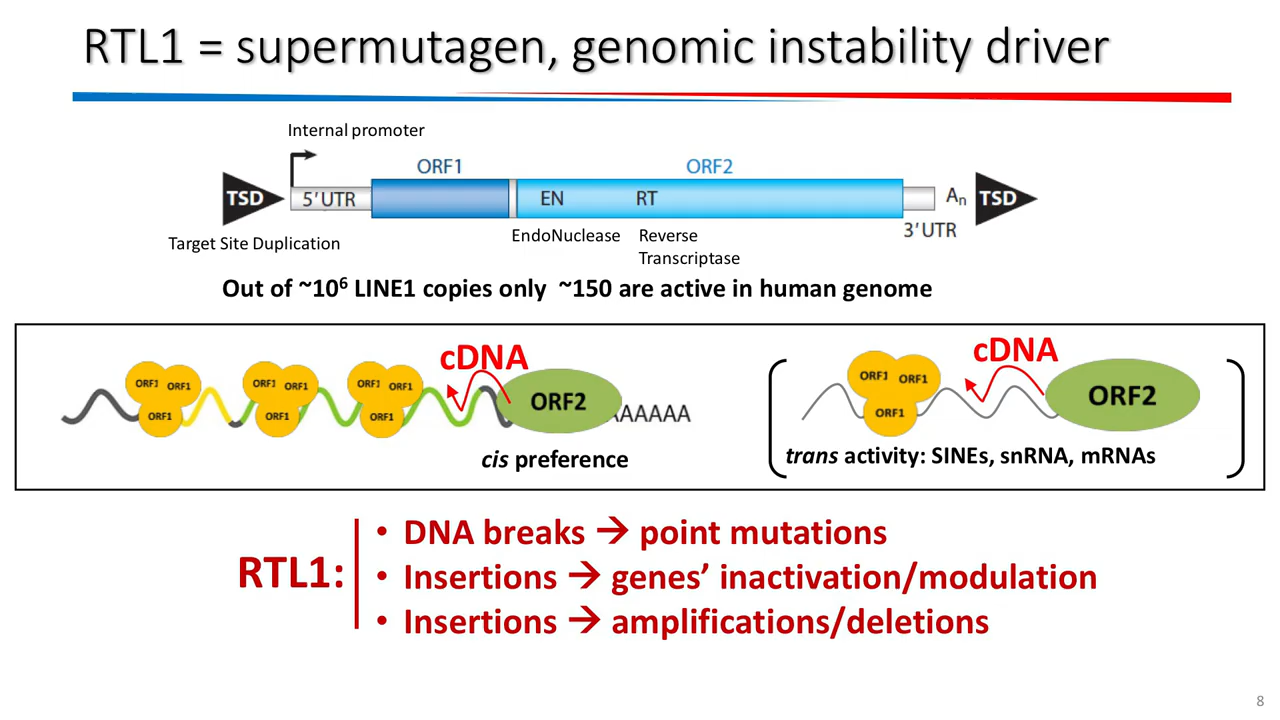 RTL1 = supermutagen, genomic instability driver
Internal promoter
ORF1
ORF2
TSD
5'UTR
EN
RT
An
TSD
3'UTR
Target Site Duplication
EndoNuclease
Reverse
Transcriptase
Out of ~10⁶ LINE1 copies only ~150 are active in human genome
cDNA
ORF1 ORF1
ORF1
ORF1 ORF1
ORF1
ORF1 ORF1
ORF1
ORF2
AAAAAA
cis preference
cDNA
ORF1 ORF1
ORF1
ORF2
trans activity: SINEs, snRNA, mRNAs
RTL1:
• DNA breaks → point mutations
• Insertions → genes’ inactivation/modulation
• Insertions → amplifications/deletions
8